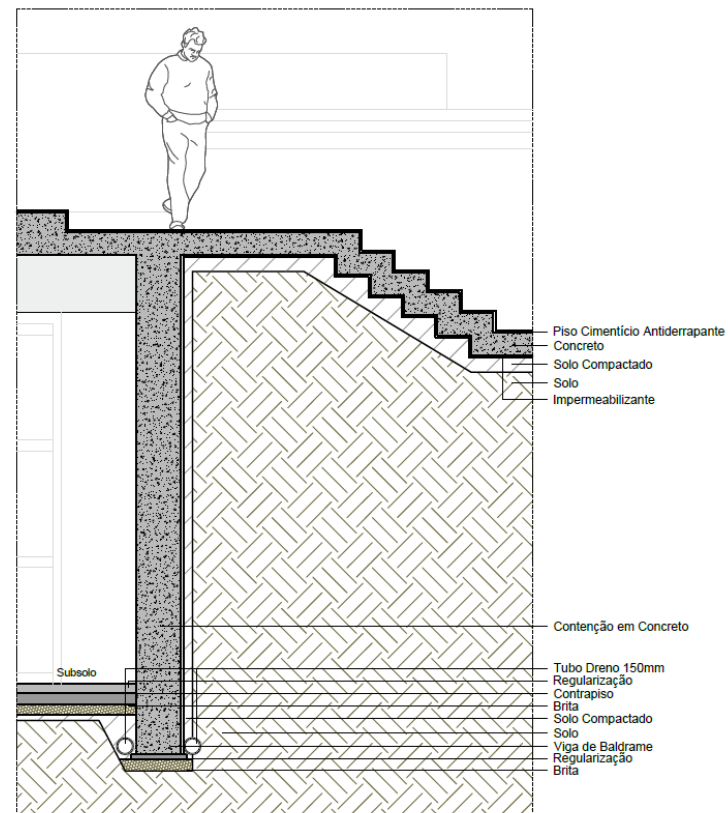 Piso Cimentício Antiderrapante
Concreto
Solo Compactado
Solo
Impermeabilizante
Contenção em Concreto
Subsolo
Tubo Dreno 150mm
Regularização
Contrapiso
Brita
Solo Compactado
Solo
Viga de Baldrame
Regularização
Brita